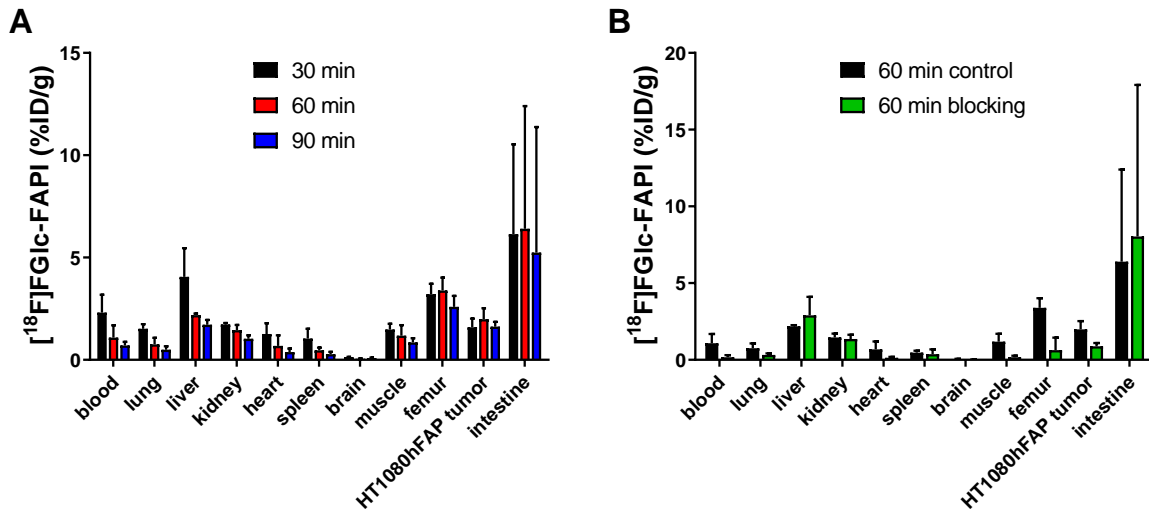 A
[¹⁸F]FGlc-FAPI (%ID/g)
15
10
5
0
30 min
60 min
90 min
blood
lung
liver
kidney
heart
spleen
brain
muscle
femur
HT1080hFAP tumor
intestine
B
[¹⁸F]FGlc-FAPI (%ID/g)
20
15
10
5
0
60 min control
60 min blocking
blood
lung
liver
kidney
heart
spleen
brain
muscle
femur
HT1080hFAP tumor
intestine